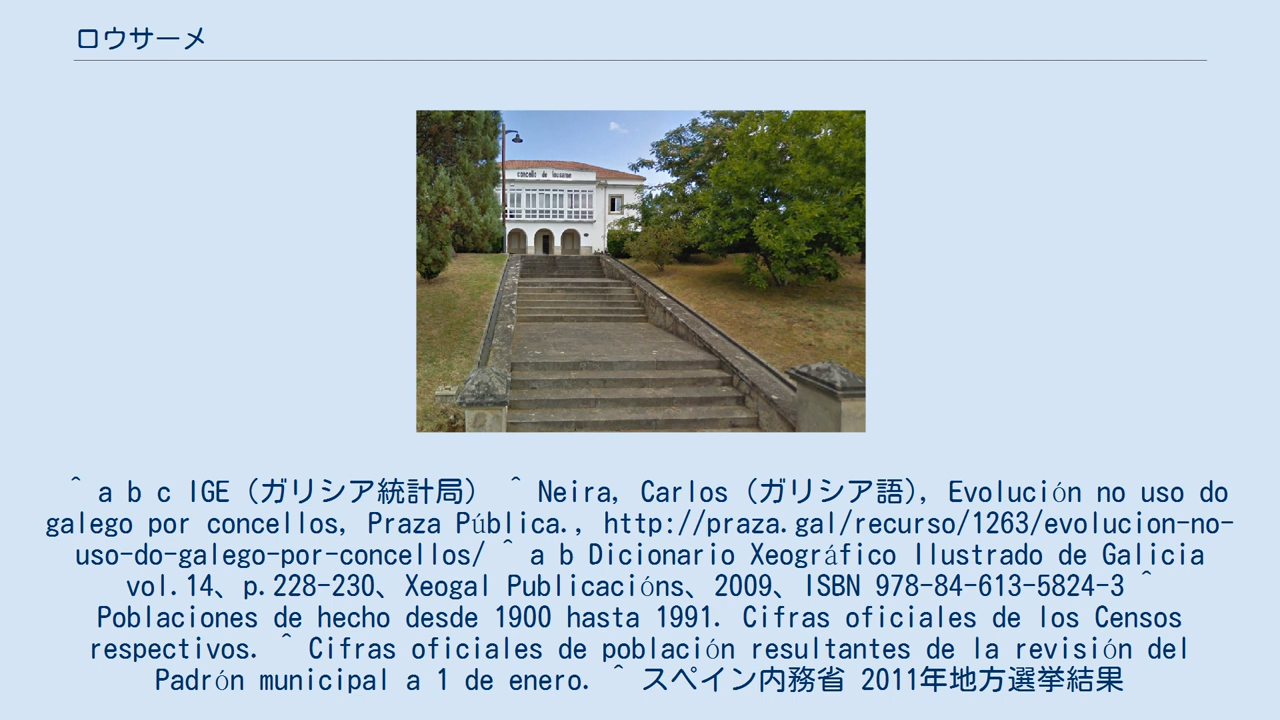 ロウサーメ
concello de lousame
^ a b c IGE（ガリシア統計局） ^ Neira, Carlos（ガリシア語）, Evolución no uso do
galego por concellos, Praza Pública., http://praza.gal/recurso/1263/evolucion-no-
uso-do-galego-por-concellos/ ^ a b Dicionario Xeográfico Ilustrado de Galicia
vol.14、p.228-230、Xeogal Publicacións、2009、ISBN 978-84-613-5824-3 ^
Poblaciones de hecho desde 1900 hasta 1991. Cifras oficiales de los Censos
respectivos. ^ Cifras oficiales de población resultantes de la revisión del
Padrón municipal a 1 de enero. ^ スペイン内務省 2011年地方選挙結果